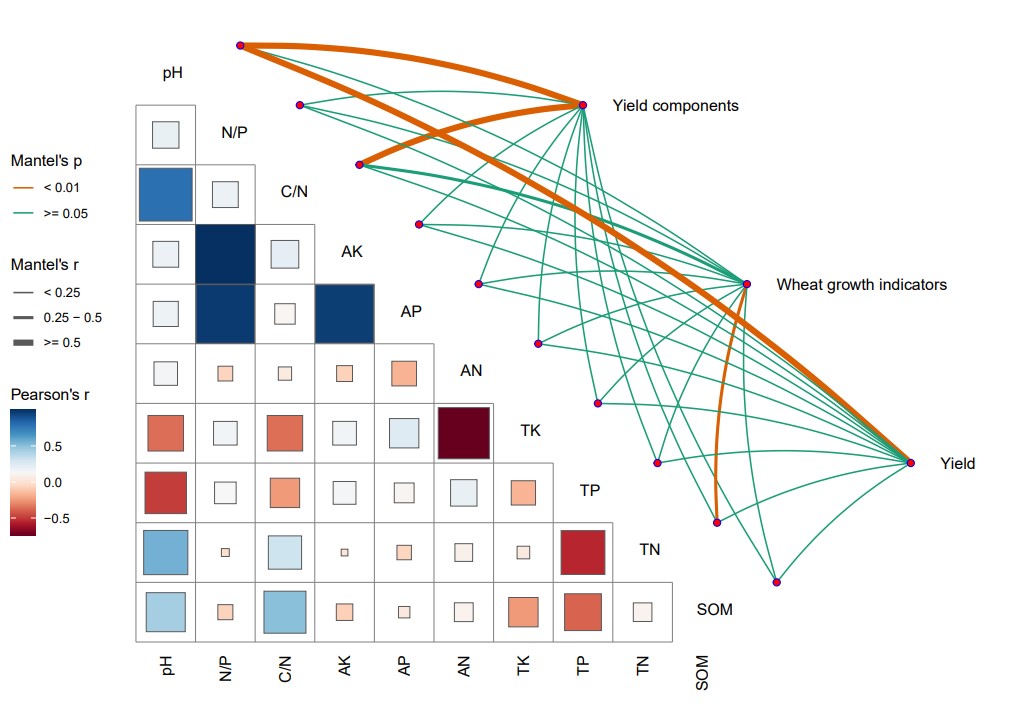 pH
N/P
Yield components
Mantel's p
< 0.01
>= 0.05
C/N
AK
Mantel's r
< 0.25
0.25 − 0.5
>= 0.5
Wheat growth indicators
AP
AN
Pearson's r
0.5
0.0
−0.5
TK
Yield
TP
TN
SOM
pH
N/P
C/N
AK
AP
AN
TK
TP
TN
SOM